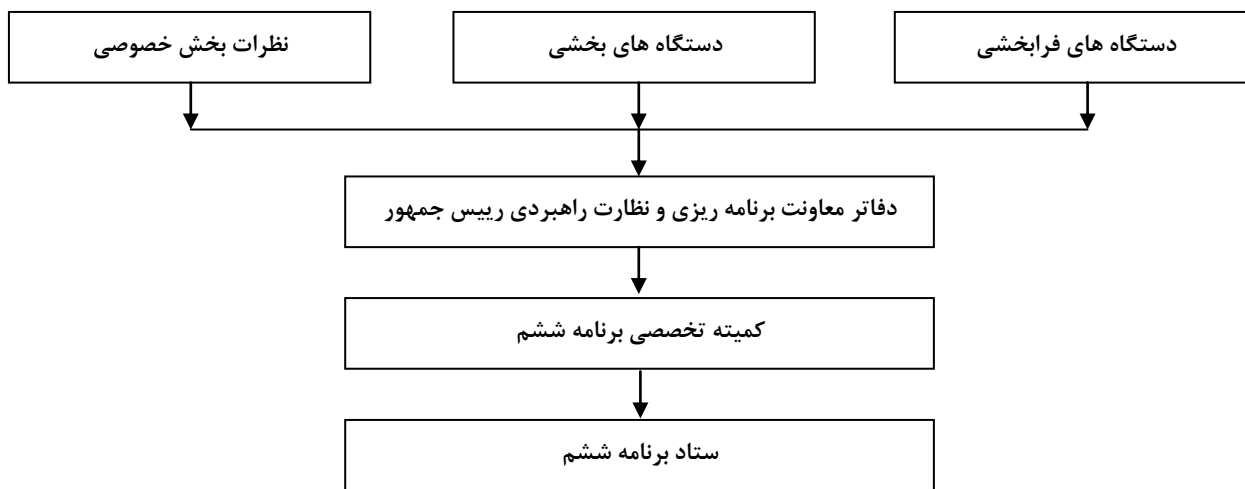 دستگاه های فرابخشی
دستگاه های بخشی
نظرات بخش خصوصی
دفاتر معاونت برنامه ریزی و نظارت راهبردی رییس جمهور
کمیته تخصصی برنامه ششم
ستاد برنامه ششم